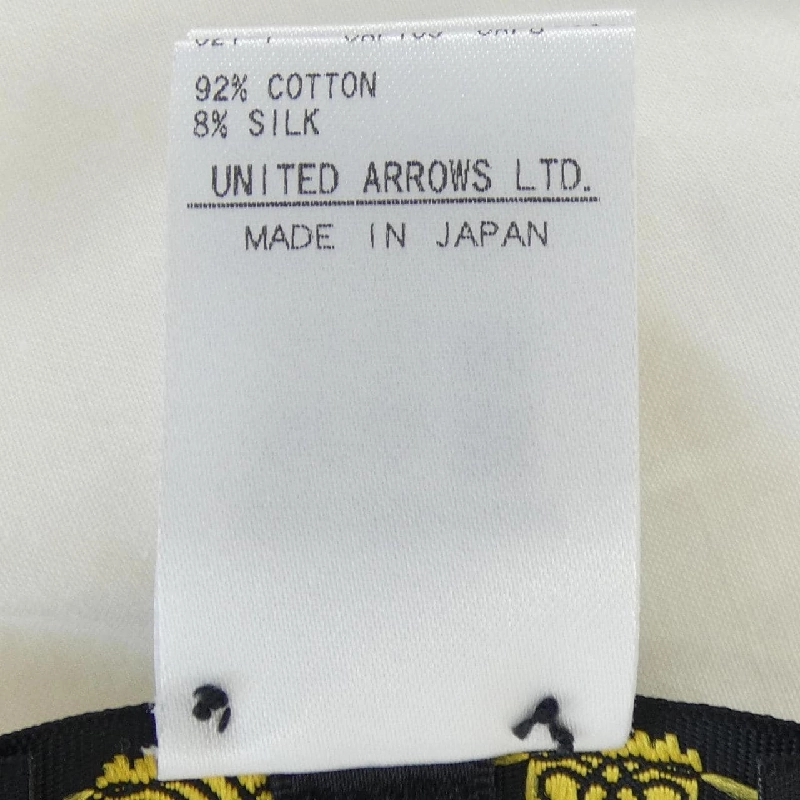 92% COTTON
8% SILK
UNITED ARROWS LTD.
MADE IN JAPAN